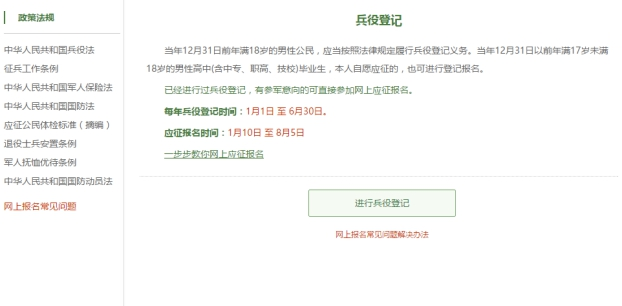 政策法规
中华人民共和国兵役法
征兵工作条例
中华人民共和国军人保险法
中华人民共和国国防法
应征公民体检标准（摘编）
退役士兵安置条例
军人抚恤优待条例
中华人民共和国国防动员法
网上报名常见问题
兵役登记
当年12月31日前年满18岁的男性公民，应当按照法律规定履行兵役登记义务。当年12月31日以前年满17岁未满
18岁的男性高中(含中专、职高、技校)毕业生，本人自愿应征的，也可进行登记报名。
已经进行过兵役登记，有参军意向的可直接参加网上应征报名。
每年兵役登记时间：1月1日 至 6月30日。
应征报名时间：1月10日 至 8月5日
一步步教你网上应征报名
进行兵役登记
网上报名常见问题解决办法